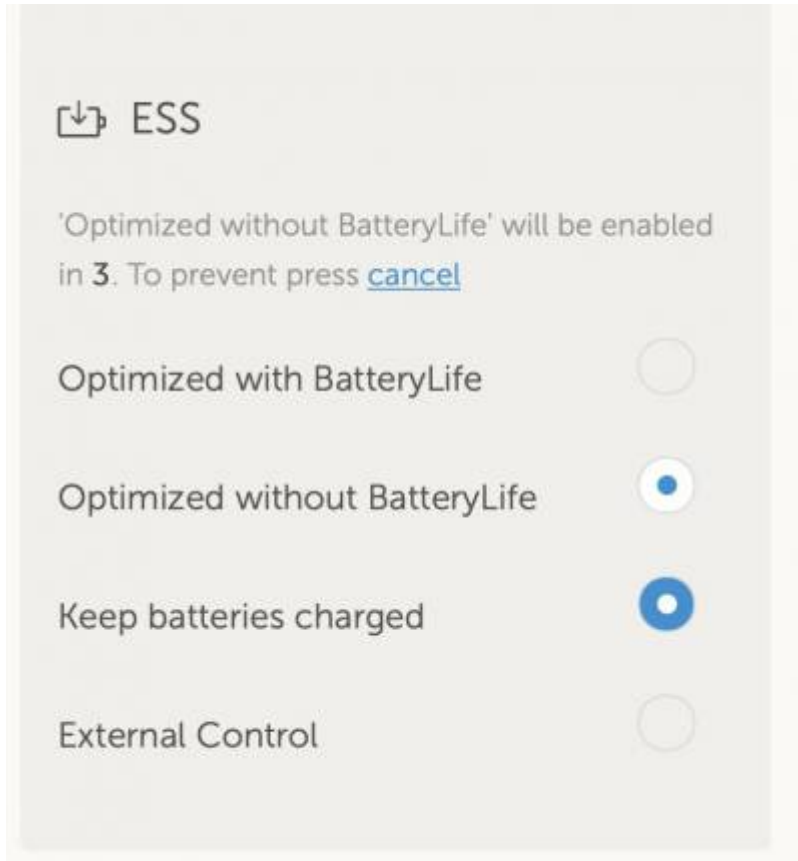 ESS
'Optimized without BatteryLife' will be enabled
in 3. To prevent press cancel
Optimized with BatteryLife
Optimized without BatteryLife
Keep batteries charged
External Control